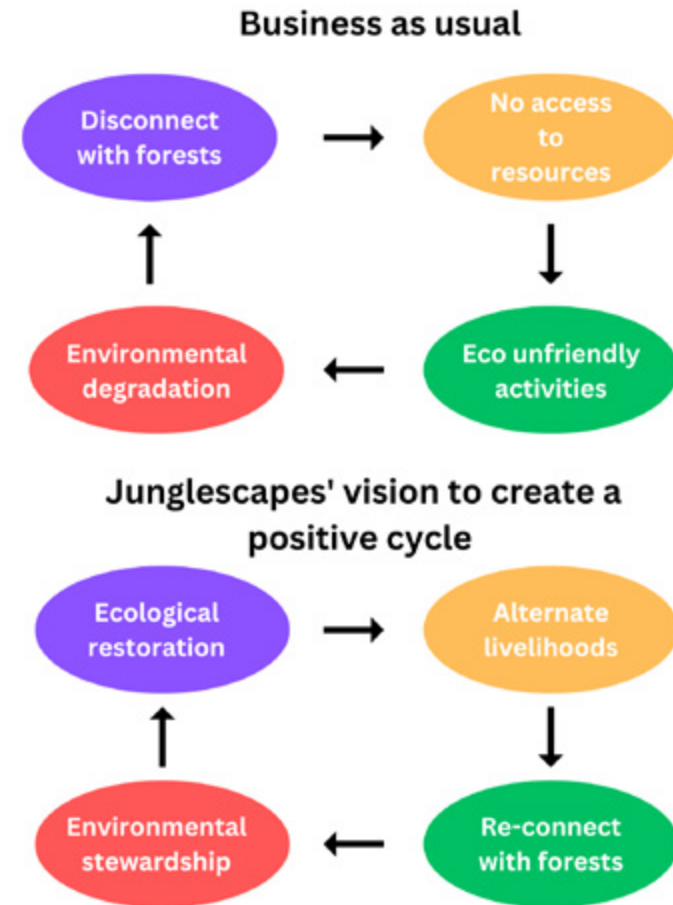 Business as usual
Disconnect
with forests
No access
to
resources
Environmental
degradation
Eco unfriendly
activities
Junglescapes' vision to create a
positive cycle
Ecological
restoration
Alternate
livelihoods
Environmental
stewardship
Re-connect
with forests